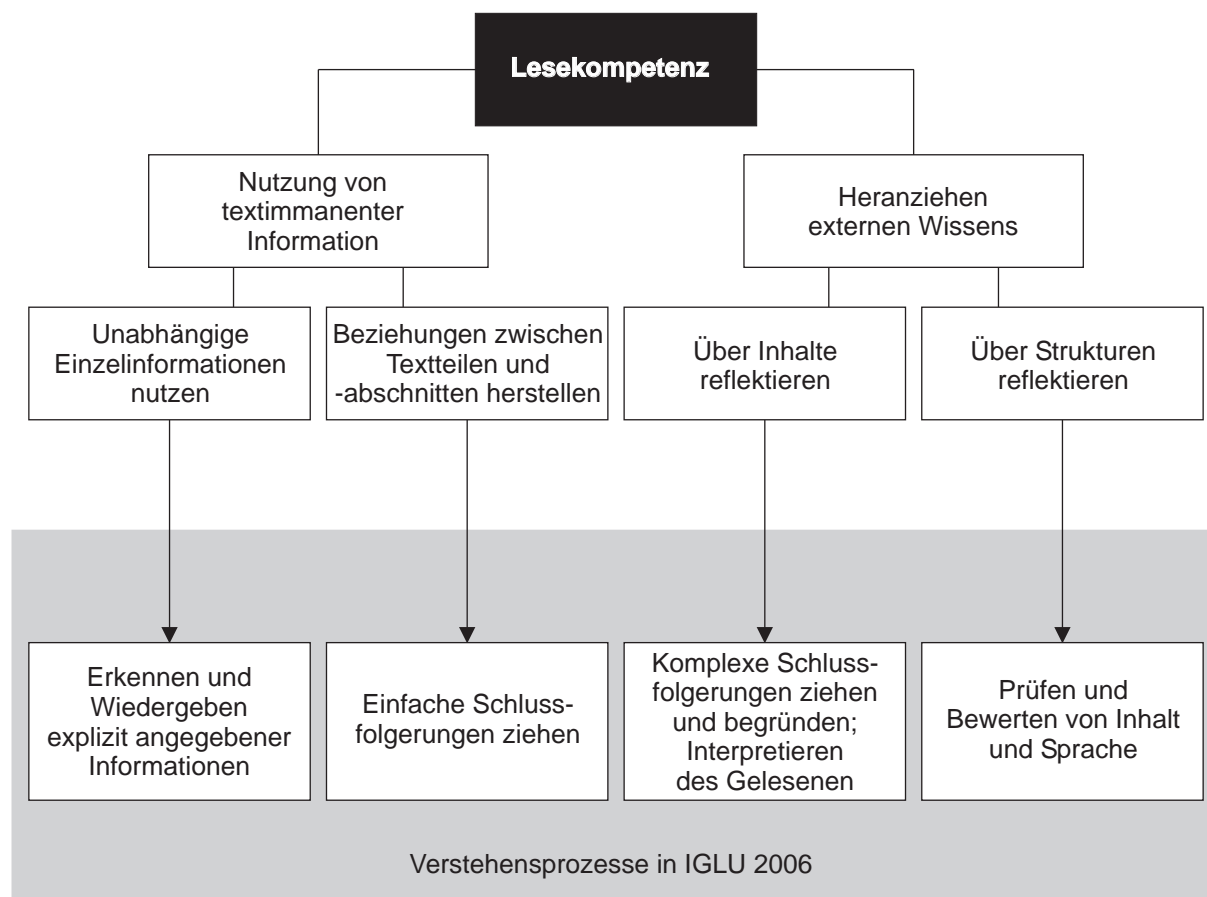 Lesekompetenz
Nutzung von
textimmanenter
Information
Heranziehen
externen Wissens
Unabhängige
Einzelinformationen
nutzen
Beziehungen zwischen
Textteilen und
-abschnitten herstellen
Über Inhalte
reflektieren
Über Strukturen
reflektieren
Erkennen und
Wiedergeben
explizit angegebener
Informationen
Einfache Schluss-
folgerungen ziehen
Komplexe Schluss-
folgerungen ziehen
und begründen;
Interpretieren
des Gelesenen
Prüfen und
Bewerten von Inhalt
und Sprache
Verstehensprozesse in IGLU 2006